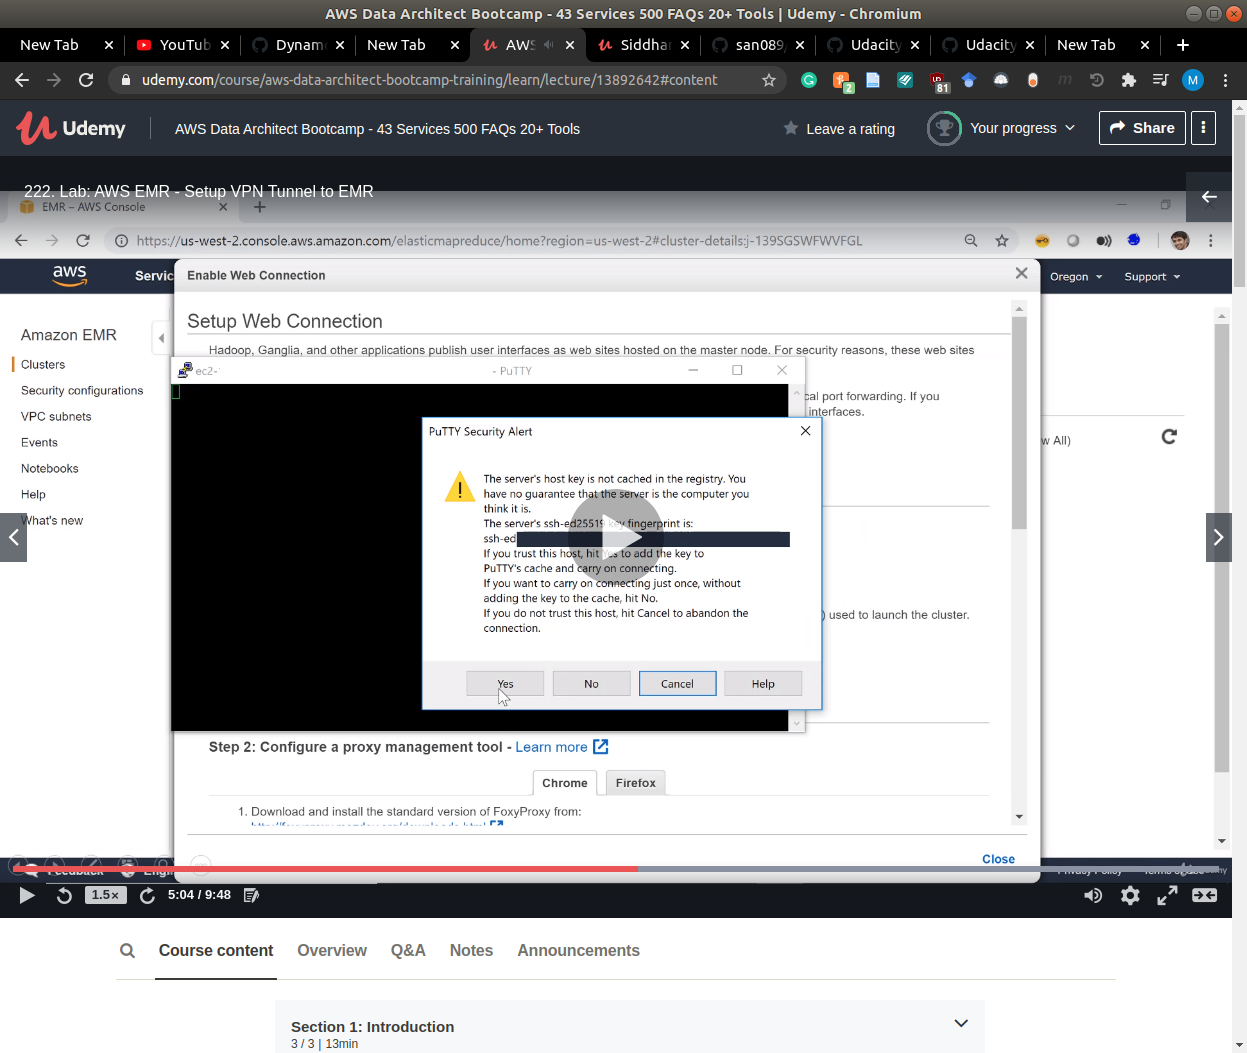 AWS Data Architect Bootcamp - 43 Services 500 FAQs 20+ Tools | Udemy - Chromium
New Tab
YouTub
Dynam
New Tab
AWS
Siddha
san089
Udacity
Udacity
New Tab
udemy.com/course/aws-data-architect-bootcamp-training/learn/lecture/13892642#content
2
81
M
Udemy
AWS Data Architect Bootcamp - 43 Services 500 FAQs 20+ Tools
Leave a rating
Your progress
Share
222. Lab: AWS EMR - Setup VPN Tunnel to EMR
EMR – AWS Console
https://us-west-2.console.aws.amazon.com/elasticmapreduce/home?region=us-west-2#cluster-details:j-139SGSWFWVFGL
aws
Servic
Enable Web Connection
Oregon
Support
Setup Web Connection
Amazon EMR
Clusters
Security configurations
VPC subnets
Events
Notebooks
Help
What's new
Hadoop, Ganglia, and other applications publish user interfaces as web sites hosted on the master node. For security reasons, these web sites
ec2-
- PuTTY
cal port forwarding. If you
interfaces.
w All)
PuTTY Security Alert
The server's host key is not cached in the registry. You
have no guarantee that the server is the computer you
think it is.
The server's ssh-ed25519 key fingerprint is:
ssh-ed
If you trust this host, hit Yes to add the key to
PuTTY's cache and carry on connecting.
If you want to carry on connecting just once, without
adding the key to the cache, hit No.
If you do not trust this host, hit Cancel to abandon the
connection.
) used to launch the cluster.
Yes
No
Cancel
Help
Step 2: Configure a proxy management tool - Learn more
Chrome
Firefox
1. Download and install the standard version of FoxyProxy from:
Close
Feedback
Engli
Privacy Policy
1.5×
5:04 / 9:48
Course content
Overview
Q&A
Notes
Announcements
Section 1: Introduction
3 / 3 | 13min